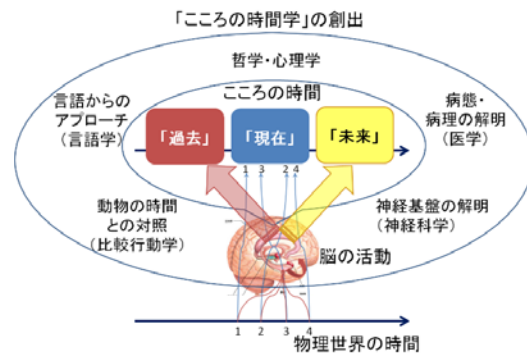 「こころの時間学」の創出
哲学・心理学
こころの時間
言語からの
アプローチ
(言語学)
病態・
病理の解明
(医学)
「過去」
「現在」
「未来」
1 3 2 4
動物の時間
との対照
(比較行動学)
神経基盤の解明
(神経科学)
脳の活動
1 2 3 4
物理世界の時間